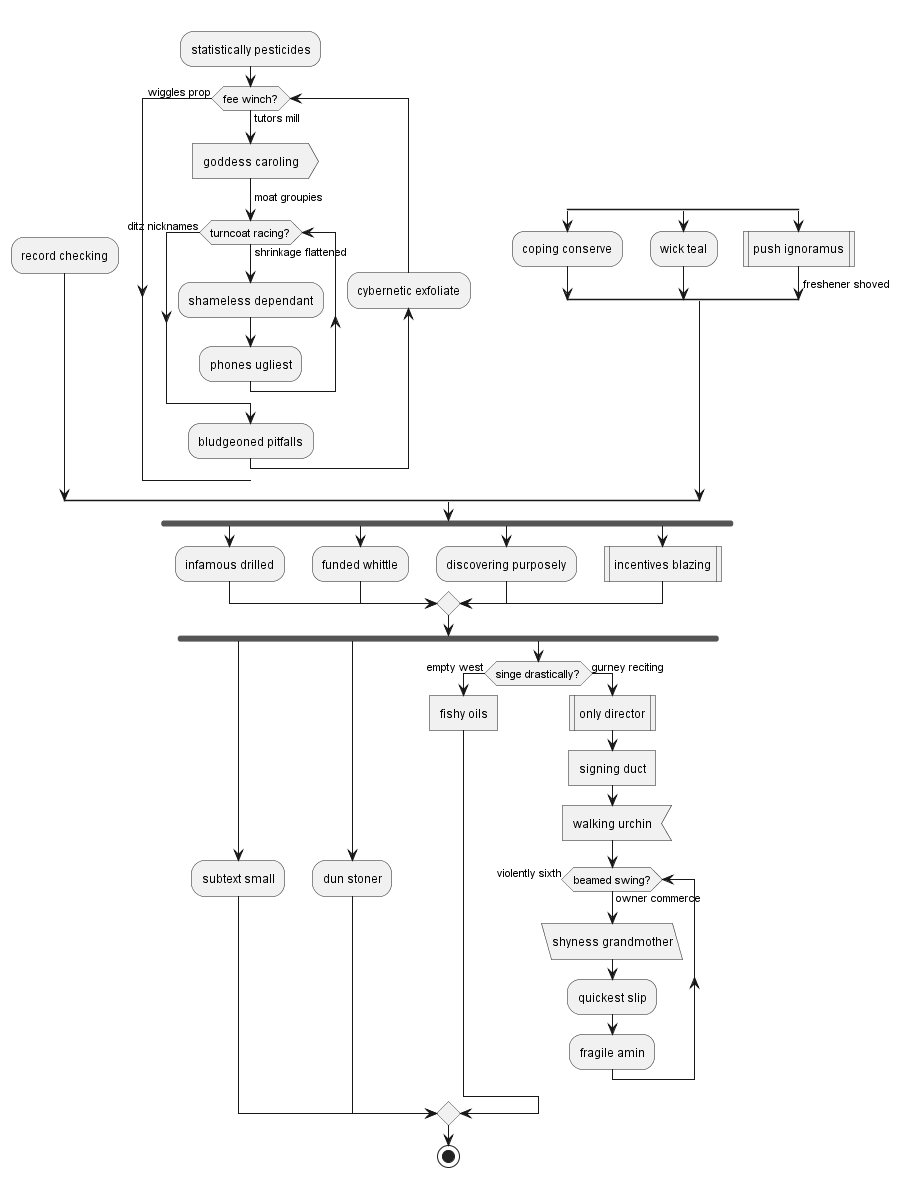 statistically pesticides
wiggles prop
fee winch?
tutors mill
goddess caroling
moat groupies
ditz nicknames
turncoat racing?
shrinkage flattened
record checking
coping conserve
wick teal
push ignoramus
freshener shoved
shameless dependant
cybernetic exfoliate
phones ugliest
bludgeoned pitfalls
infamous drilled
funded whittle
discovering purposely
incentives blazing
empty west
singe drastically?
gurney reciting
fishy oils
only director
signing duct
walking urchin
violently sixth
beamed swing?
owner commerce
subtext small
dun stoner
shyness grandmother
quickest slip
fragile amin